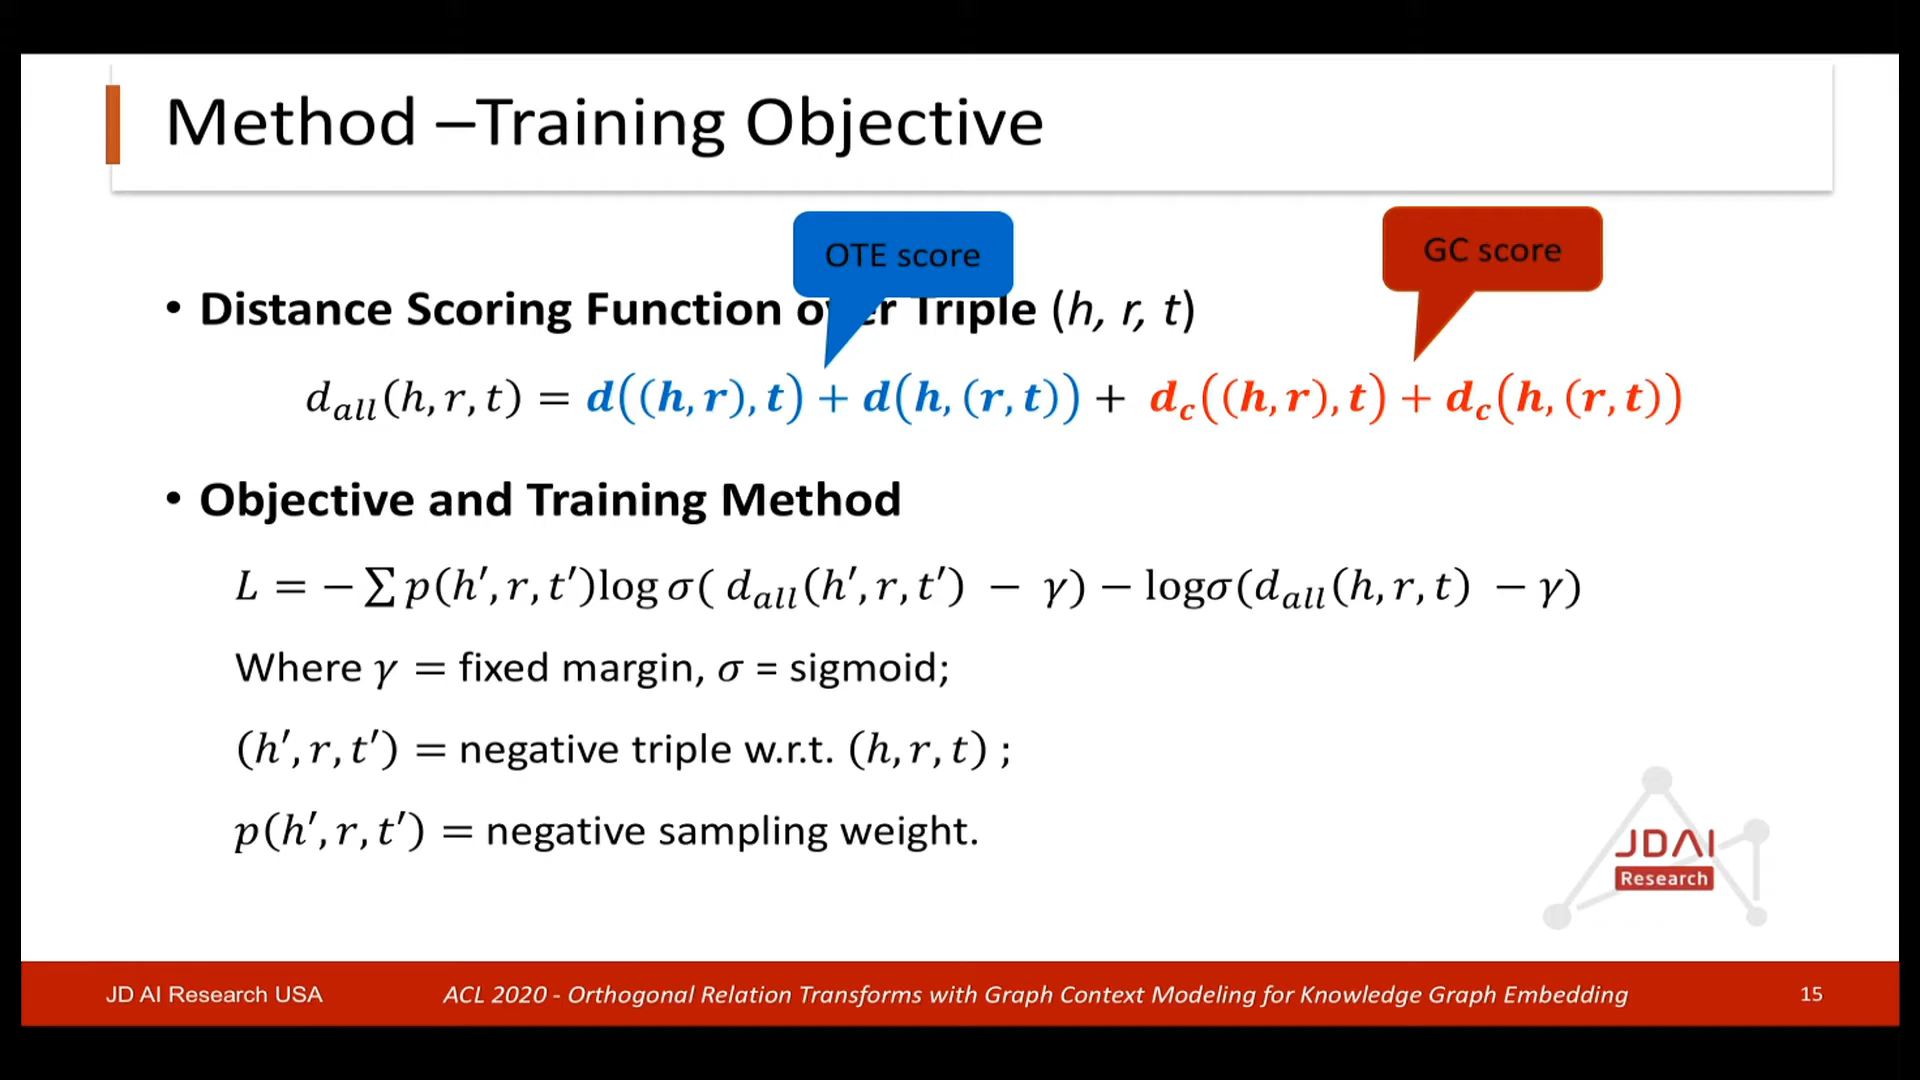 Method –Training Objective
OTE score
GC score
• Distance Scoring Function over Triple (h, r, t)
d_all(h, r, t) = d((h, r), t) + d(h, (r, t)) + d_c((h, r), t) + d_c(h, (r, t))
• Objective and Training Method
L = − ∑ p(h′, r, t′)log σ( d_all(h′, r, t′) − γ) − logσ(d_all(h, r, t) − γ)
Where γ = fixed margin, σ = sigmoid;
(h′, r, t′) = negative triple w.r.t. (h, r, t) ;
p(h′, r, t′) = negative sampling weight.
JDAI
Research
JD AI Research USA
ACL 2020 - Orthogonal Relation Transforms with Graph Context Modeling for Knowledge Graph Embedding
15